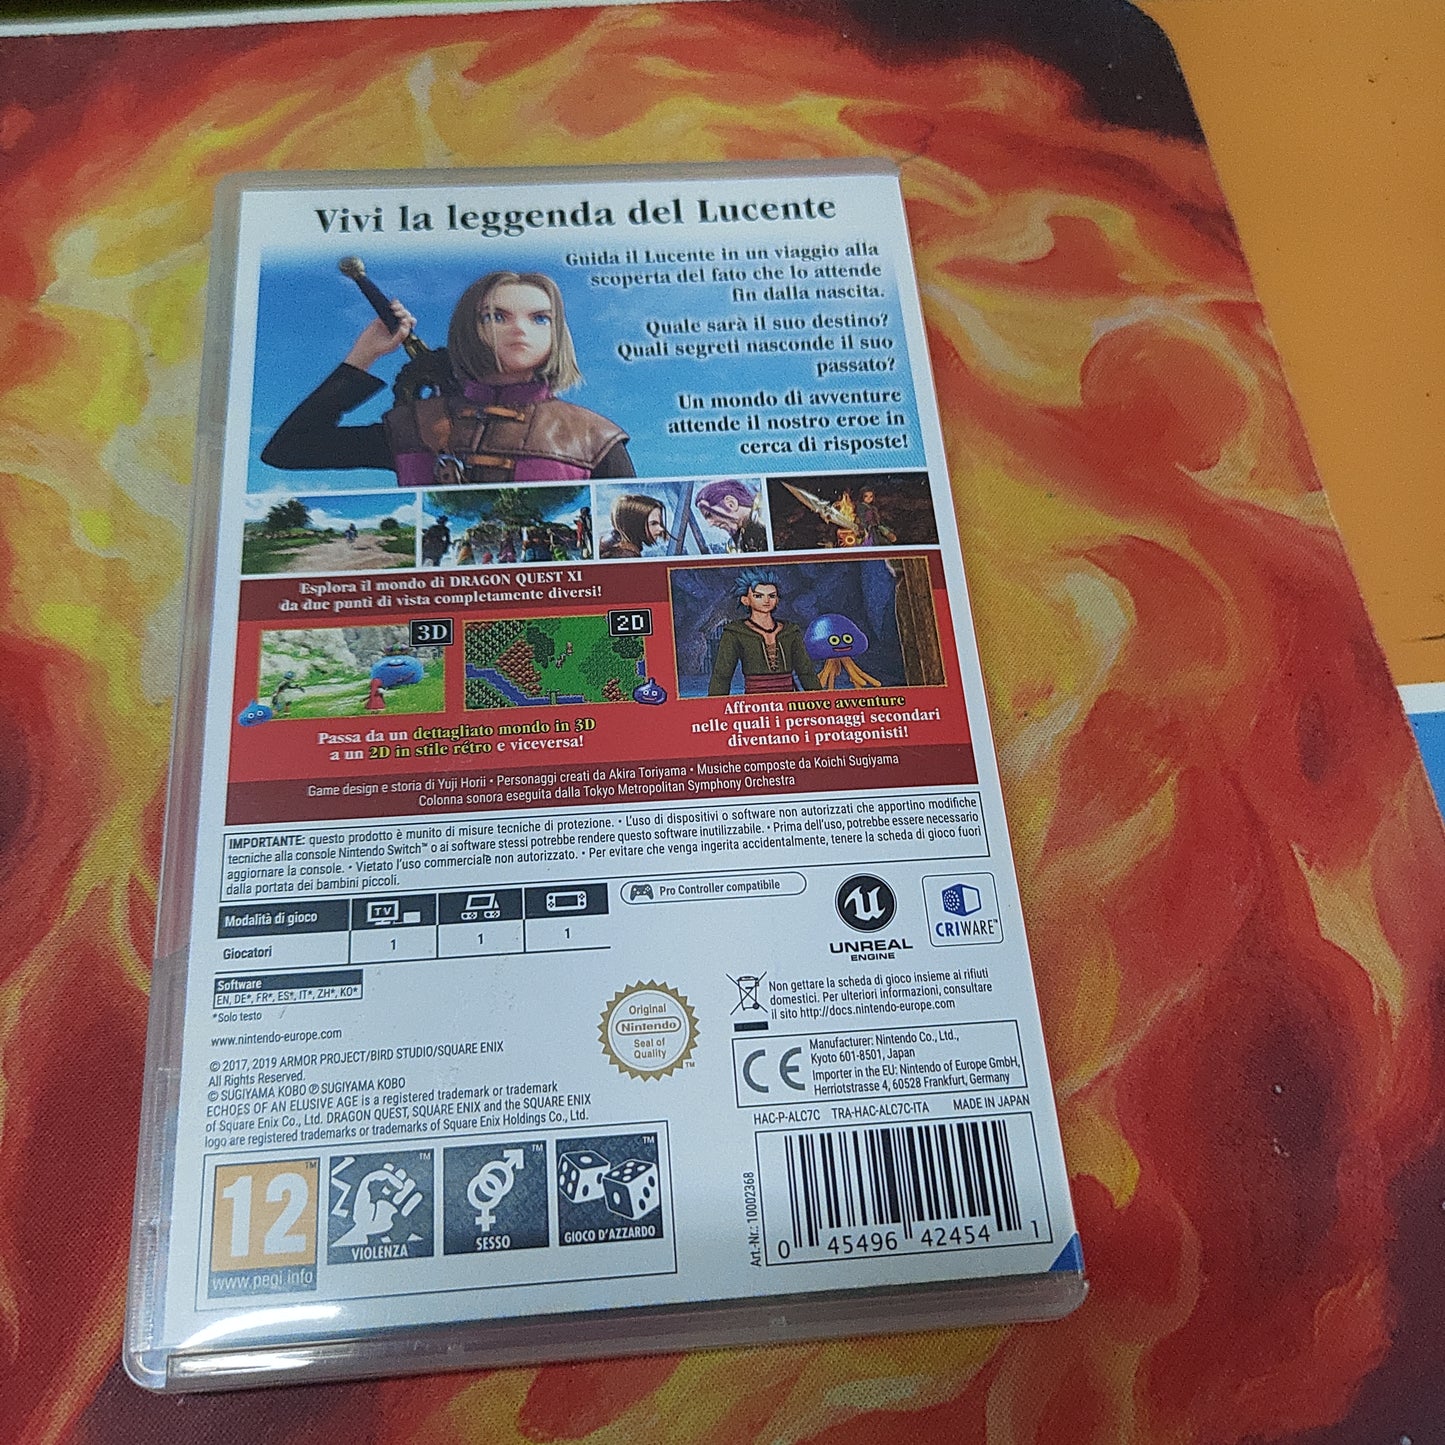 Vivi la leggenda del Lucente
Guida il Lucente in un viaggio alla
scoperta del fato che lo attende
fin dalla nascita.
Quale sarà il suo destino?
Quali segreti nasconde il suo
passato?
Un mondo di avventure
attende il nostro eroe in
cerca di risposte!
Esplora il mondo di DRAGON QUEST XI
da due punti di vista completamente diversi!
3D
2D
Passa da un dettagliato mondo in 3D
a un 2D in stile rétro e viceversa!
Affronta nuove avventure
nelle quali i personaggi secondari
diventano i protagonisti!
Game design e storia di Yuji Horii • Personaggi creati da Akira Toriyama • Musiche composte da Koichi Sugiyama
Colonna sonora eseguita dalla Tokyo Metropolitan Symphony Orchestra
IMPORTANTE: questo prodotto è munito di misure tecniche di protezione. • L'uso di dispositivi o software non autorizzati che apportino modifiche
tecniche alla console Nintendo Switch™ o ai software stessi potrebbe rendere questo software inutilizzabile. • Prima dell'uso, potrebbe essere necessario
aggiornare la console. • Vietato l'uso commerciale non autorizzato. • Per evitare che venga ingerita accidentalmente, tenere la scheda di gioco fuori
dalla portata dei bambini piccoli.
Modalità di gioco
TV
Giocatori
1
1
1
Pro Controller compatibile
UNREAL
ENGINE
CRIWARE™
Software
EN, DE*, FR*, ES*, IT*, ZH*, KO*
*Solo testo
www.nintendo-europe.com
© 2017, 2019 ARMOR PROJECT/BIRD STUDIO/SQUARE ENIX
All Rights Reserved.
© SUGIYAMA KOBO ℗ SUGIYAMA KOBO
ECHOES OF AN ELUSIVE AGE is a registered trademark or trademark
of Square Enix Co., Ltd. DRAGON QUEST, SQUARE ENIX and the SQUARE ENIX
logo are registered trademarks or trademarks of Square Enix Holdings Co., Ltd.
Original
Nintendo
Seal of
Quality
™
Non gettare la scheda di gioco insieme ai rifiuti
domestici. Per ulteriori informazioni, consultare
il sito http://docs.nintendo-europe.com
CE
Manufacturer: Nintendo Co., Ltd.,
Kyoto 601-8501, Japan
Importer in the EU: Nintendo of Europe GmbH,
Herriotstrasse 4, 60528 Frankfurt, Germany
HAC-P-ALC7C TRA-HAC-ALC7C-ITA MADE IN JAPAN
12
™
www.pegi.info
™
VIOLENZA
™
SESSO
™
GIOCO D'AZZARDO
Art.-Nr.: 10002368
0 45496 42454 1